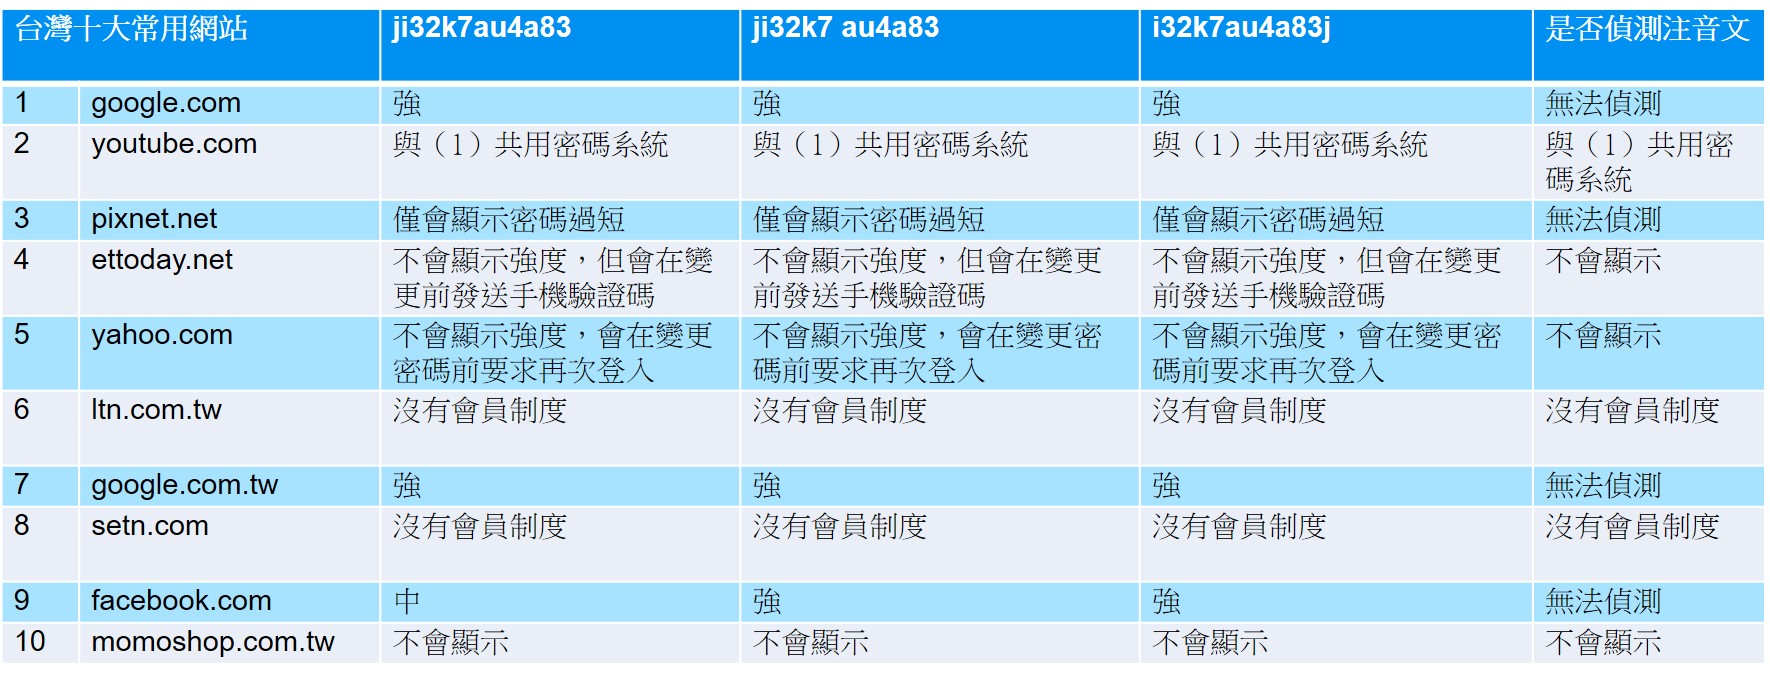 台灣十大常用網站 ji32k7au4a83 ji32k7 au4a83 i32k7au4a83j 是否偵測注音文
1 google.com 強 強 強 無法偵測
2 youtube.com 與（1）共用密碼系統 與（1）共用密碼系統 與（1）共用密碼系統 與（1）共用密
碼系統
3 pixnet.net 僅會顯示密碼過短 僅會顯示密碼過短 僅會顯示密碼過短 無法偵測
4 ettoday.net 不會顯示強度，但會在變 不會顯示強度，但會在變更 不會顯示強度，但會在變更 不會顯示
更前發送手機驗證碼 前發送手機驗證碼 前發送手機驗證碼
5 yahoo.com 不會顯示強度，會在變更 不會顯示強度，會在變更密 不會顯示強度，會在變更密 不會顯示
密碼前要求再次登入 碼前要求再次登入 碼前要求再次登入
6 ltn.com.tw 沒有會員制度 沒有會員制度 沒有會員制度 沒有會員制度
7 google.com.tw 強 強 強 無法偵測
8 setn.com 沒有會員制度 沒有會員制度 沒有會員制度 沒有會員制度
9 facebook.com 中 強 強 無法偵測
10 momoshop.com.tw 不會顯示 不會顯示 不會顯示 不會顯示